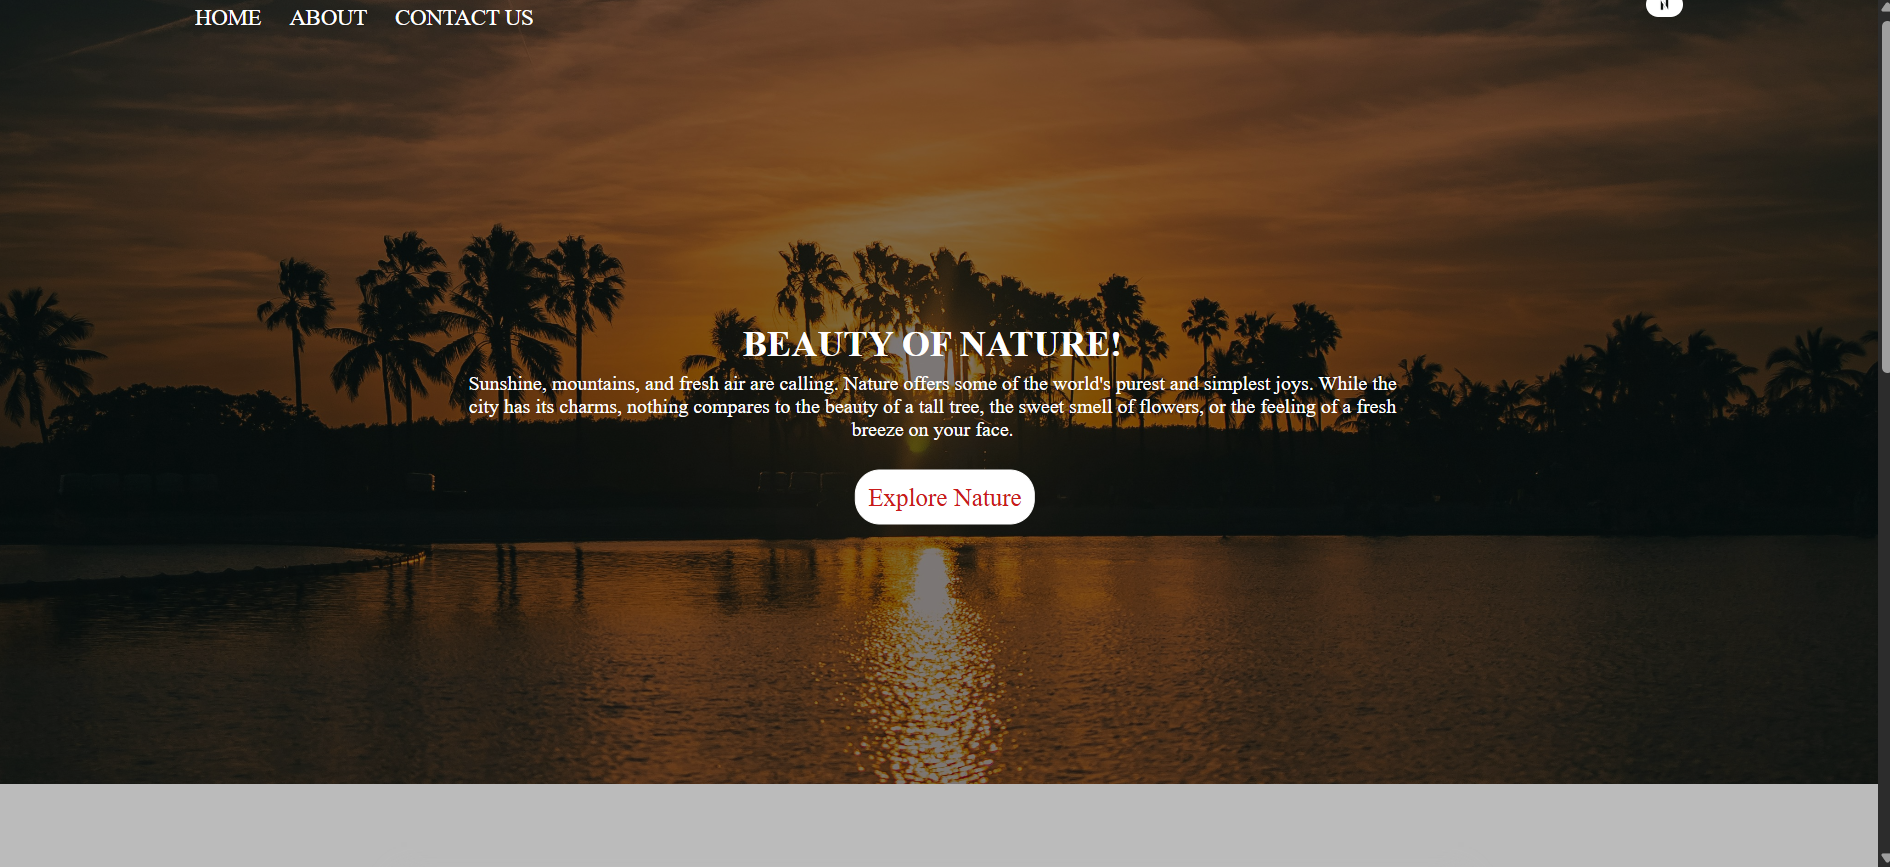 HOME ABOUT CONTACT US
BEAUTY OF NATURE!
Sunshine, mountains, and fresh air are calling. Nature offers some of the world's purest and simplest joys. While the
city has its charms, nothing compares to the beauty of a tall tree, the sweet smell of flowers, or the feeling of a fresh
breeze on your face.
Explore Nature